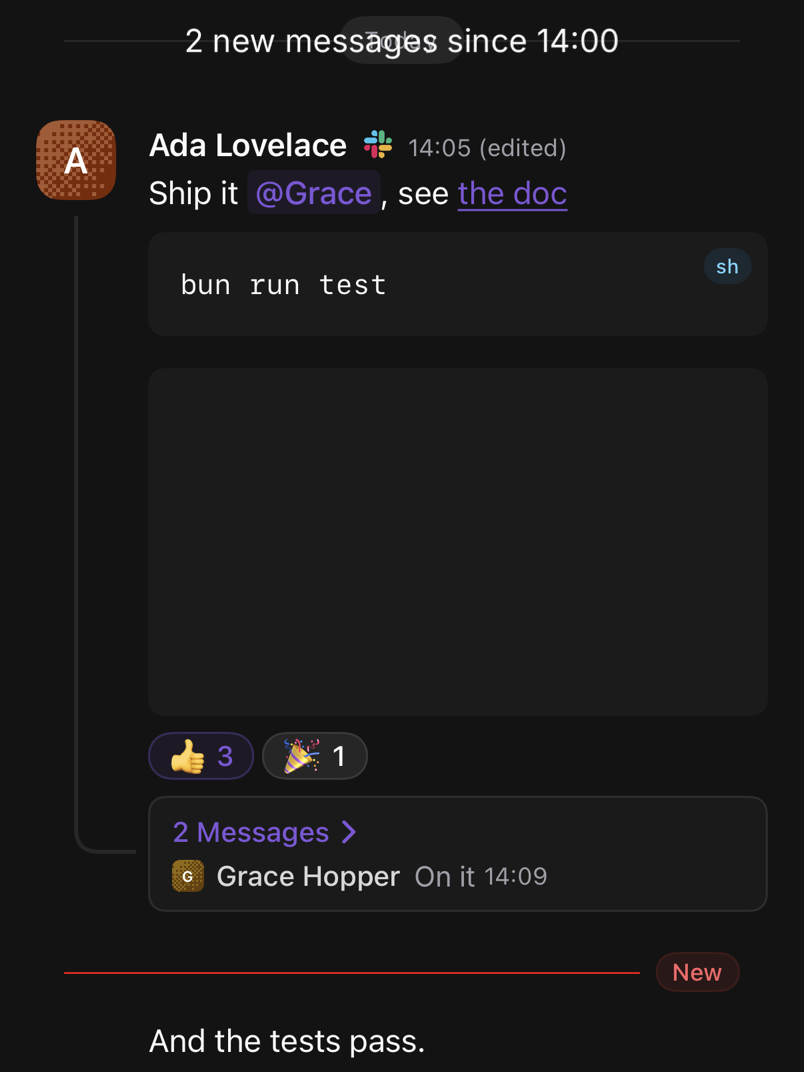 2 new messages since 14:00
Today
A
Ada Lovelace 14:05 (edited)
Ship it @Grace, see the doc
sh
bun run test
👍 3 🎉 1
2 Messages
G Grace Hopper On it 14:09
New
And the tests pass.